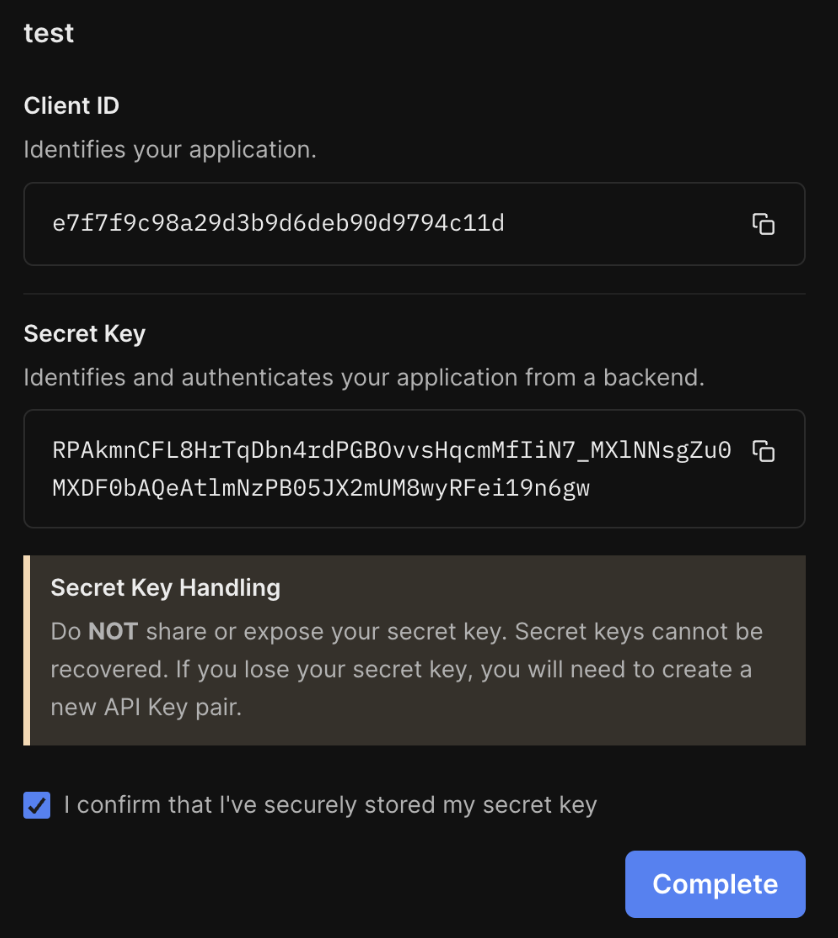 test
Client ID
Identifies your application.
e7f7f9c98a29d3b9d6deb90d9794c11d
Secret Key
Identifies and authenticates your application from a backend.
RPAkmnCFL8HrTqDbn4rdPGBOvvsHqcmMfIiN7_MXlNNsgZu0
MXDF0bAQeAtlmNzPB05JX2mUM8wyRFei19n6gw
Secret Key Handling
Do NOT share or expose your secret key. Secret keys cannot be
recovered. If you lose your secret key, you will need to create a
new API Key pair.
I confirm that I've securely stored my secret key
Complete